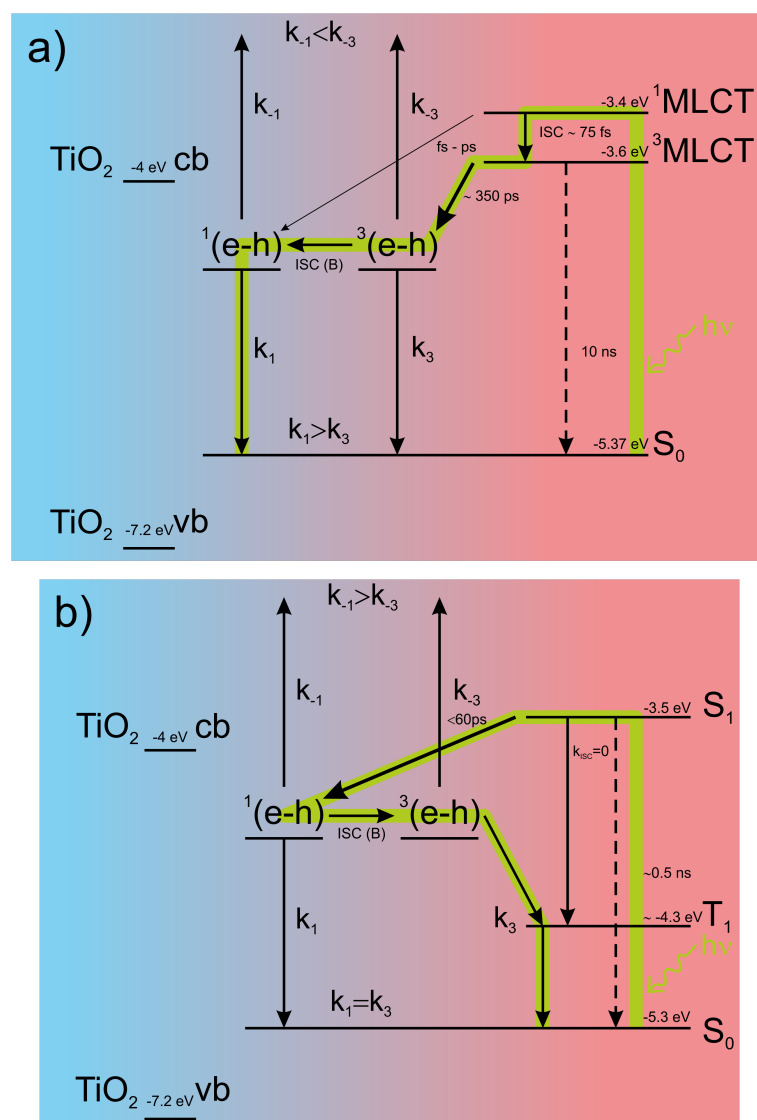 a)
k₋₁<k₋₃
k₋₁
k₋₃
-3.4 eV ¹MLCT
ISC ~ 75 fs
fs - ps
-3.6 eV ³MLCT
TiO₂ -4 eV cb
~ 350 ps
¹(e-h)
³(e-h)
ISC (B)
hν
k₁
k₃
10 ns
k₁>k₃
-5.37 eV S₀
TiO₂ -7.2 eV vb
b)
k₋₁>k₋₃
k₋₁
k₋₃
-3.5 eV S₁
<60ps
TiO₂ -4 eV cb
kISC=0
¹(e-h)
³(e-h)
ISC (B)
~0.5 ns
k₁
k₃
~ -4.3 eV T₁
hν
k₁=k₃
-5.3 eV S₀
TiO₂ -7.2 eV vb